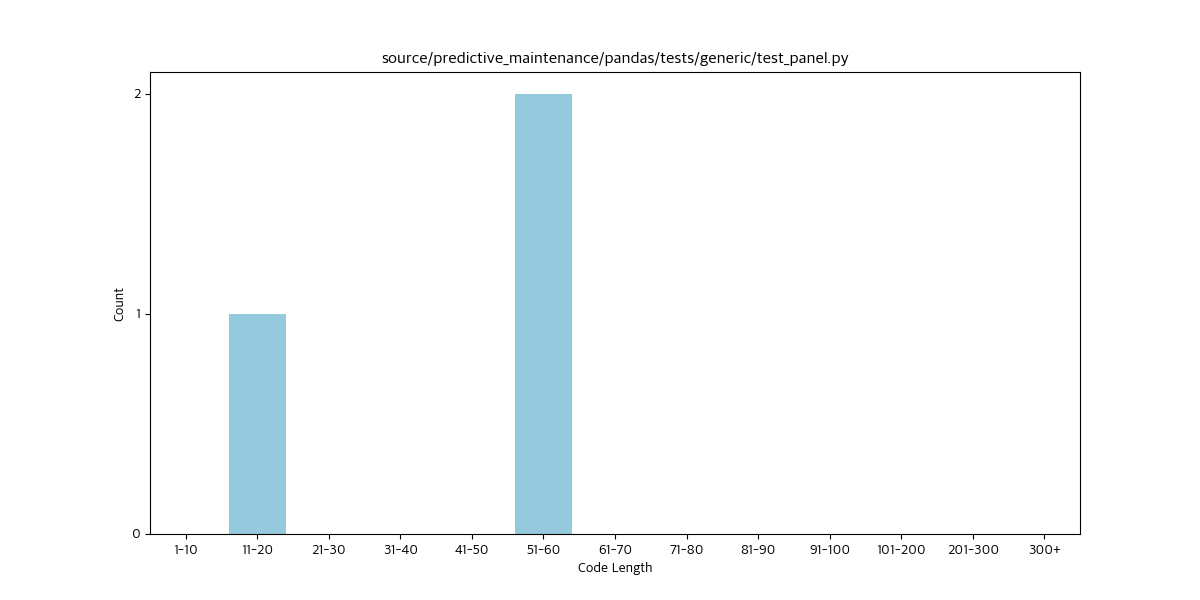 source/predictive_maintenance/pandas/tests/generic/test_panel.py
2
1
0
Count
1-10 11-20 21-30 31-40 41-50 51-60 61-70 71-80 81-90 91-100 101-200 201-300 300+
Code Length